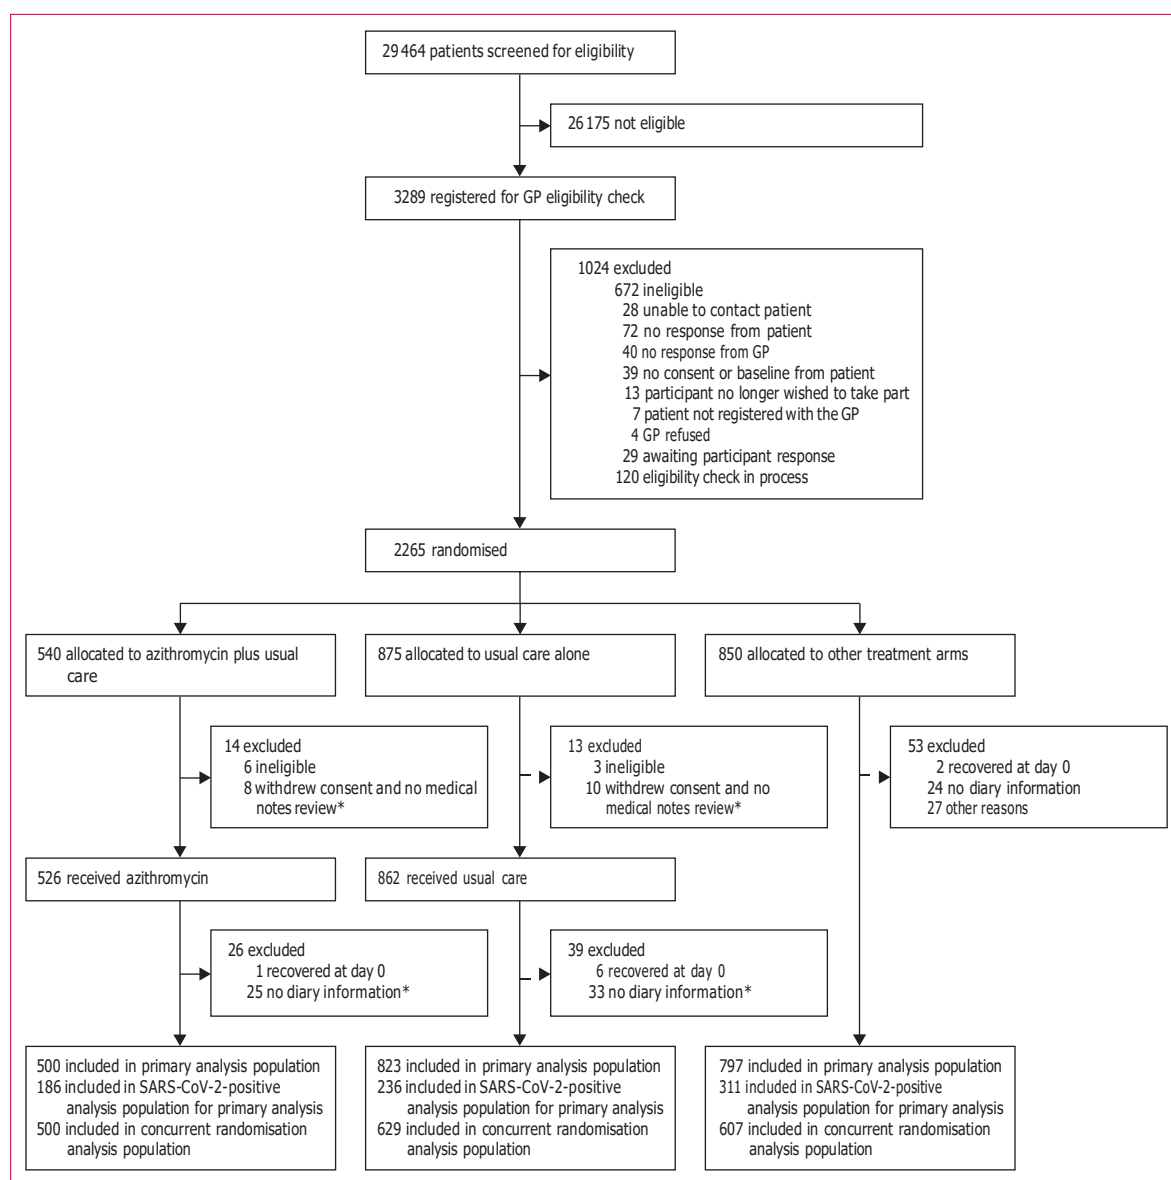 29 464 patients screened for eligibility
26 175 not eligible
3289 registered for GP eligibility check
1024 excluded
672 ineligible
28 unable to contact patient
72 no response from patient
40 no response from GP
39 no consent or baseline from patient
13 participant no longer wished to take part
7 patient not registered with the GP
4 GP refused
29 awaiting participant response
120 eligibility check in process
2265 randomised
540 allocated to azithromycin plus usual
care
875 allocated to usual care alone
850 allocated to other treatment arms
14 excluded
6 ineligible
8 withdrew consent and no medical
notes review*
13 excluded
3 ineligible
10 withdrew consent and no
medical notes review*
53 excluded
2 recovered at day 0
24 no diary information
27 other reasons
526 received azithromycin
862 received usual care
26 excluded
1 recovered at day 0
25 no diary information*
39 excluded
6 recovered at day 0
33 no diary information*
500 included in primary analysis population
186 included in SARS-CoV-2-positive
analysis population for primary analysis
500 included in concurrent randomisation
analysis population
823 included in primary analysis population
236 included in SARS-CoV-2-positive
analysis population for primary analysis
629 included in concurrent randomisation
analysis population
797 included in primary analysis population
311 included in SARS-CoV-2-positive
analysis population for primary analysis
607 included in concurrent randomisation
analysis population